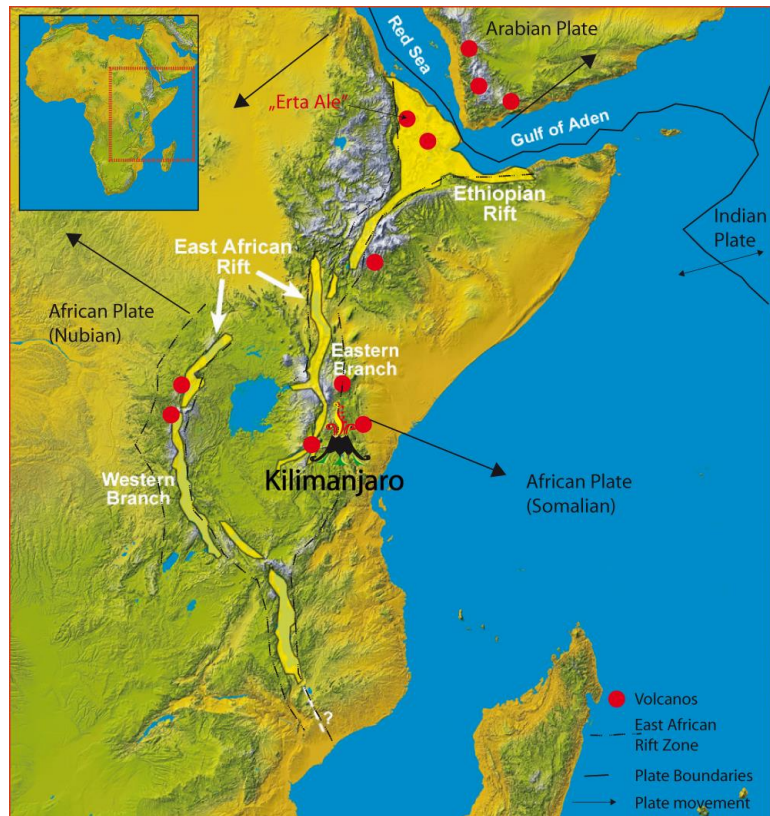 Arabian Plate
Red Sea
„Erta Ale“
Gulf of Aden
Ethiopian
Rift
Indian
Plate
East African
Rift
African Plate
(Nubian)
Eastern
Branch
Western
Branch
Kilimanjaro
African Plate
(Somalian)
?
Volcanos
East African
Rift Zone
Plate Boundaries
Plate movement